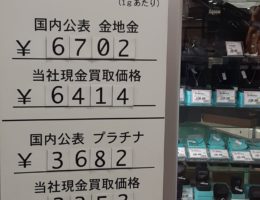 (1gあたり)
国内公表 金地金
¥ 6702
当社現金買取価格
¥ 6414
国内公表 プラチナ
¥ 3682
当社現金買取価格